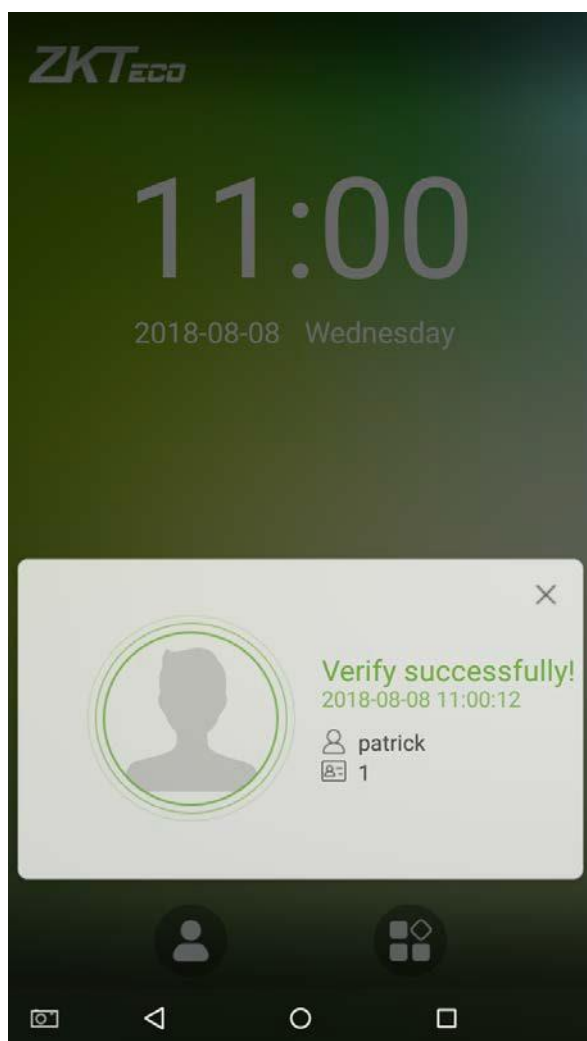 ZKTECO
11:00
2018-08-08 Wednesday
Verify successfully!
2018-08-08 11:00:12
patrick
1